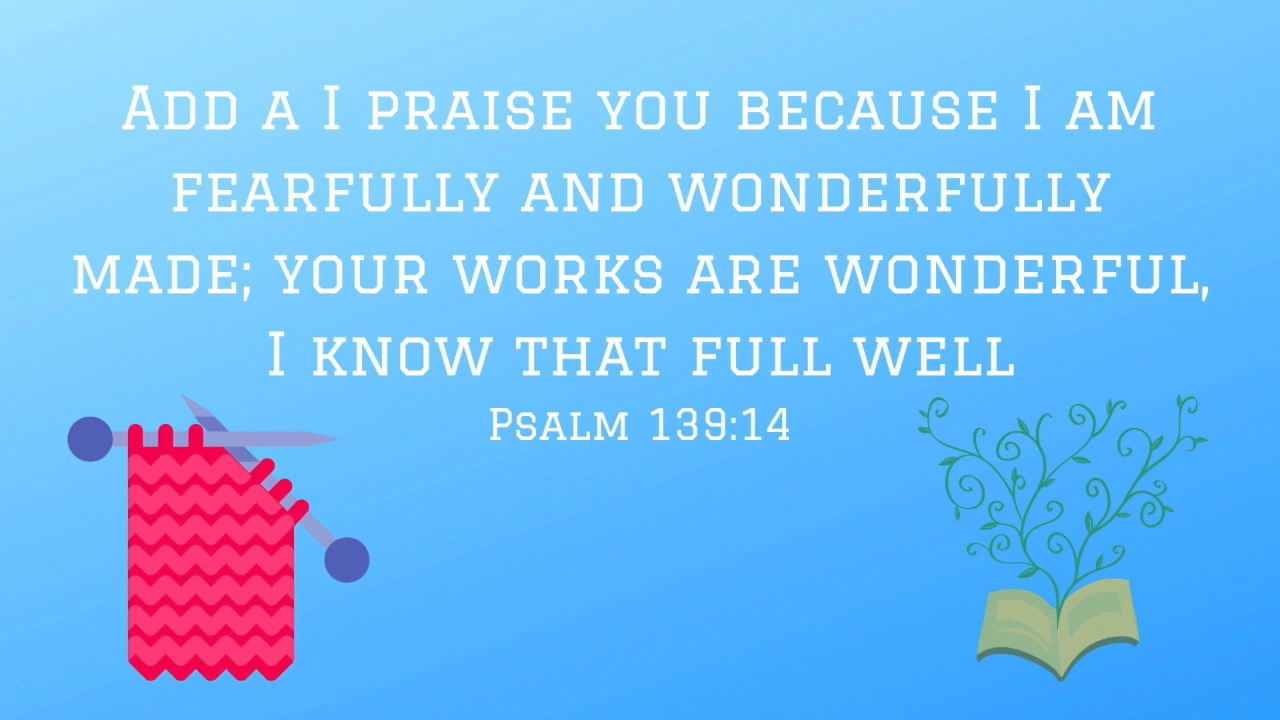 Add a I praise you because I am
fearfully and wonderfully
made; your works are wonderful,
I know that full well
Psalm 139:14